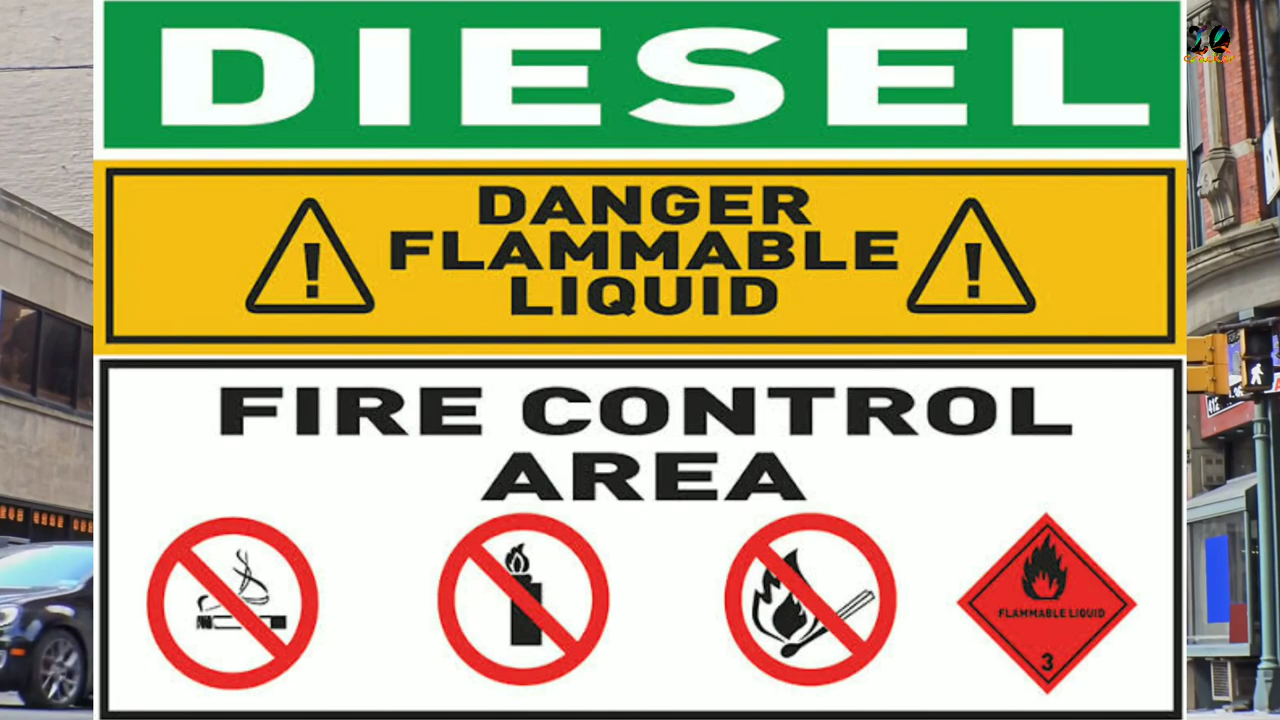 DIESEL
DANGER
FLAMMABLE
LIQUID
!
!
FIRE CONTROL
AREA
FLAMMABLE LIQUID
3